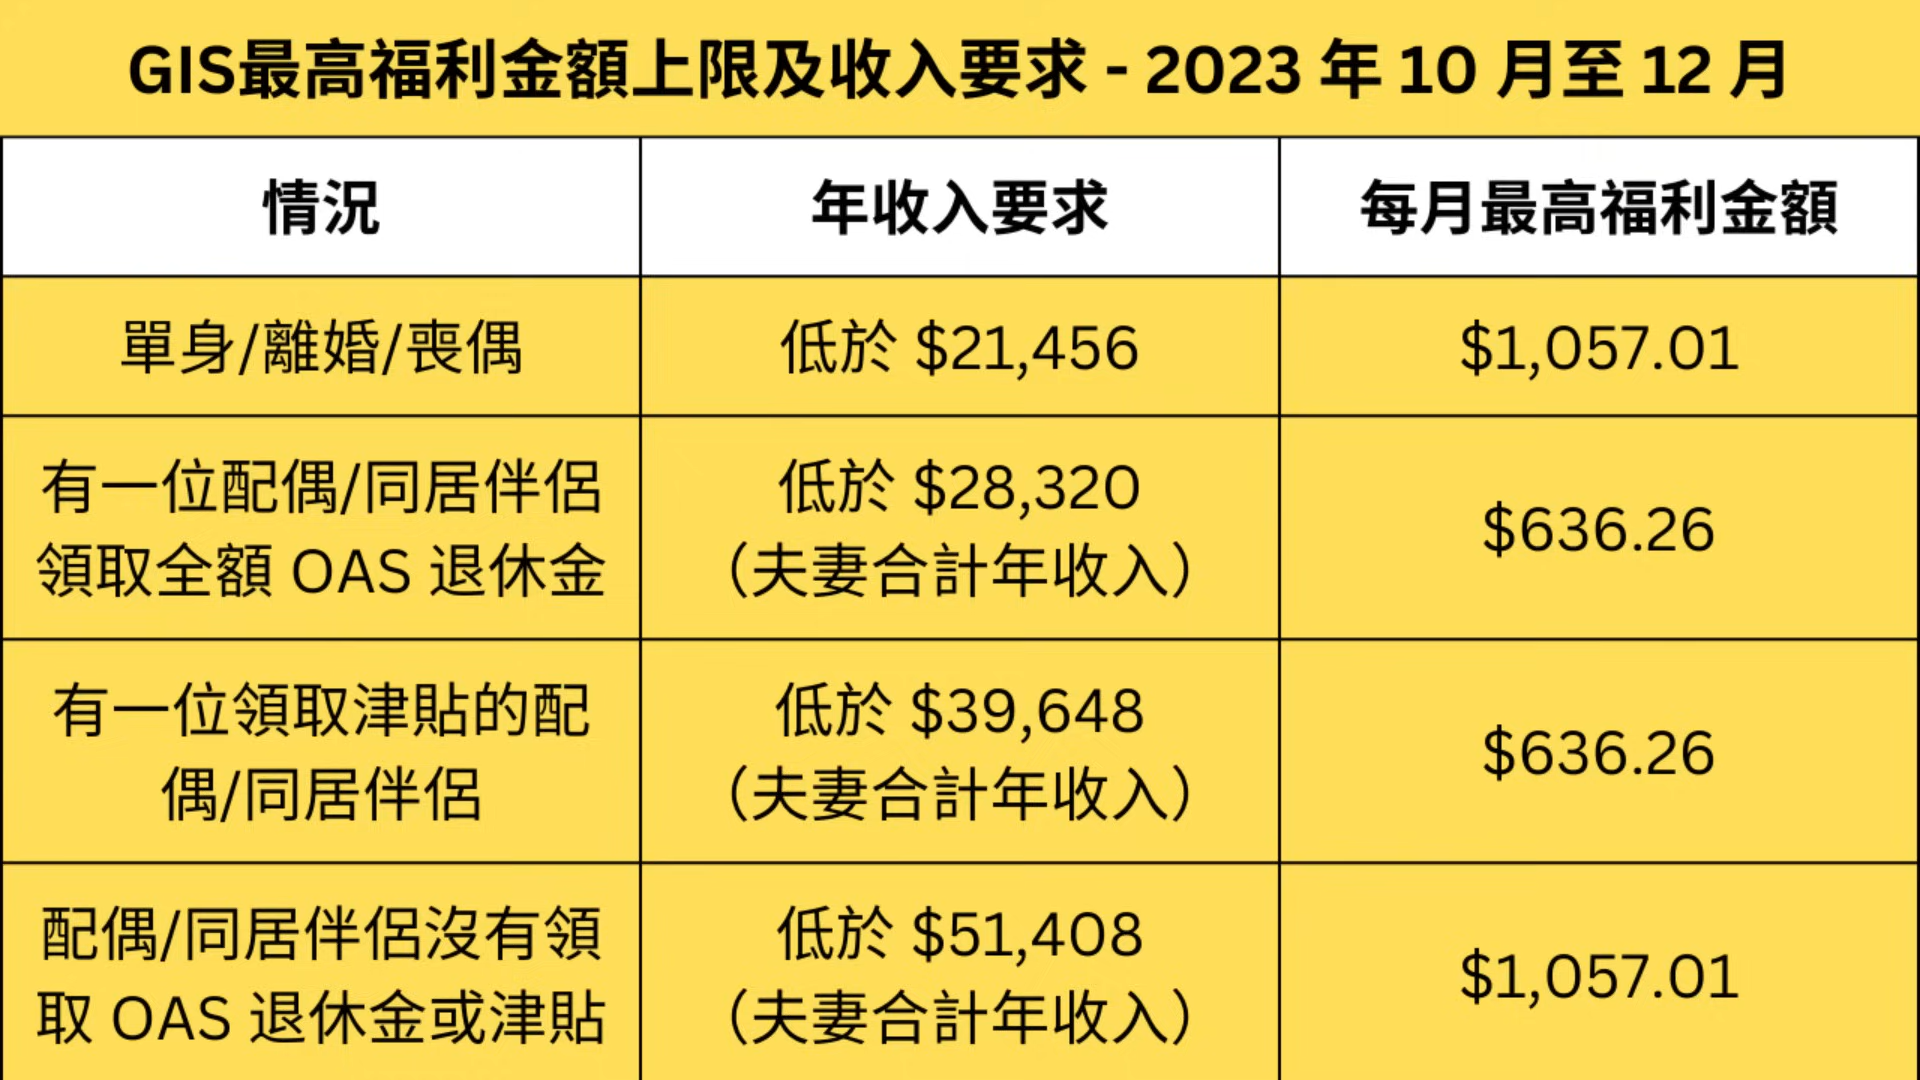 GIS最高福利金額上限及收入要求 - 2023 年 10 月至 12 月
情況
年收入要求
每月最高福利金額
單身/離婚/喪偶
低於 $21,456
$1,057.01
有一位配偶/同居伴侶
領取全額 OAS 退休金
低於 $28,320
（夫妻合計年收入）
$636.26
有一位領取津貼的配
偶/同居伴侶
低於 $39,648
（夫妻合計年收入）
$636.26
配偶/同居伴侶沒有領
取 OAS 退休金或津貼
低於 $51,408
（夫妻合計年收入）
$1,057.01